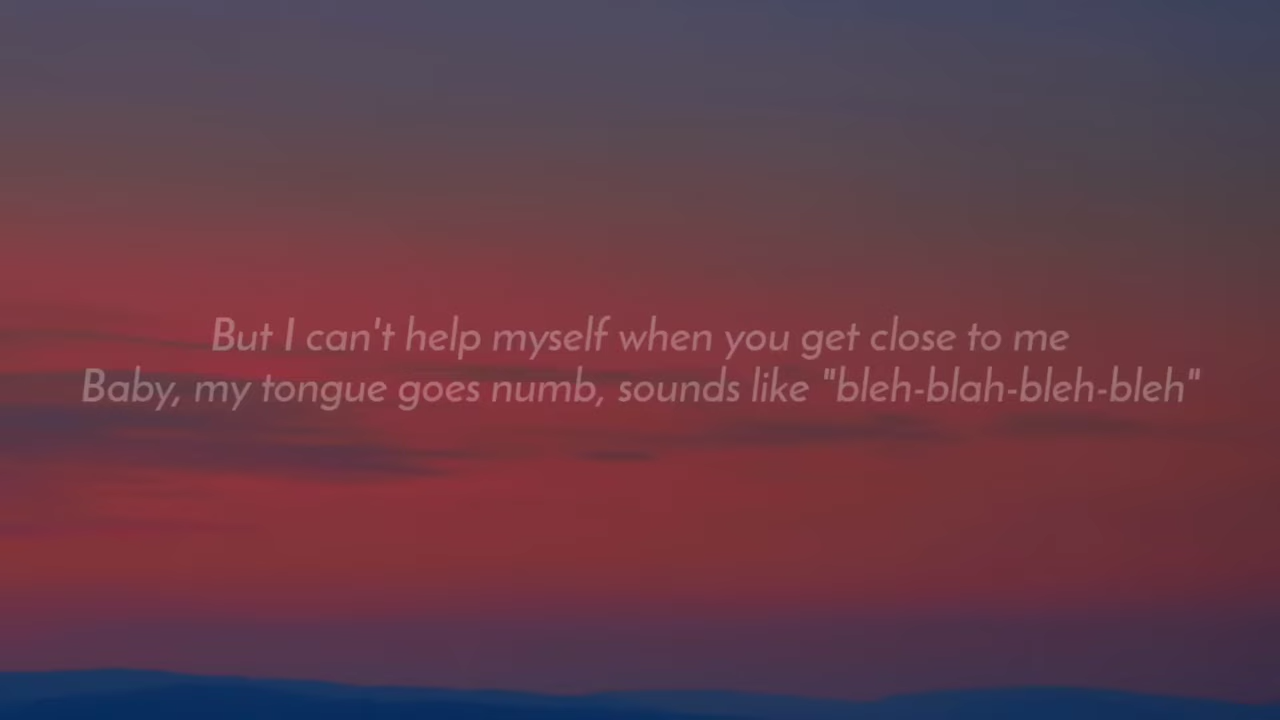 But I can't help myself when you get close to me
Baby, my tongue goes numb, sounds like "bleh-blah-bleh-bleh"